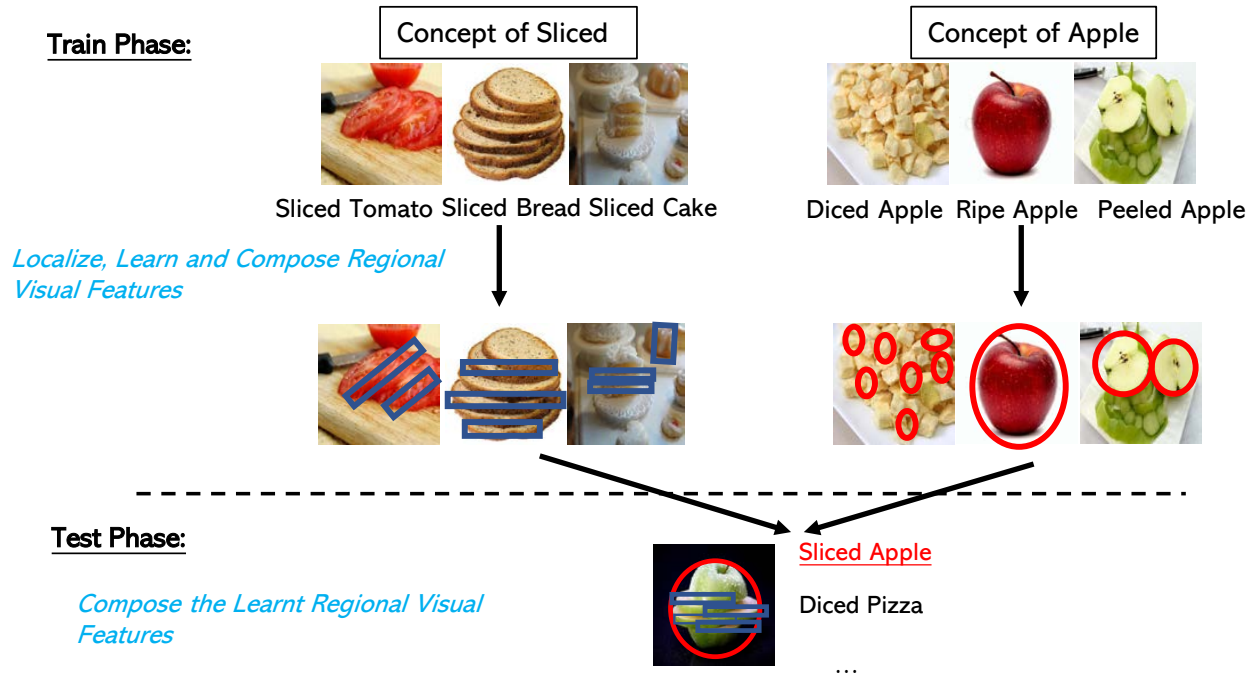 Train Phase:
Concept of Sliced
Concept of Apple
Sliced Tomato
Sliced Bread
Sliced Cake
Diced Apple
Ripe Apple
Peeled Apple
Localize, Learn and Compose Regional
Visual Features
Test Phase:
Sliced Apple
Compose the Learnt Regional Visual
Features
Diced Pizza
...